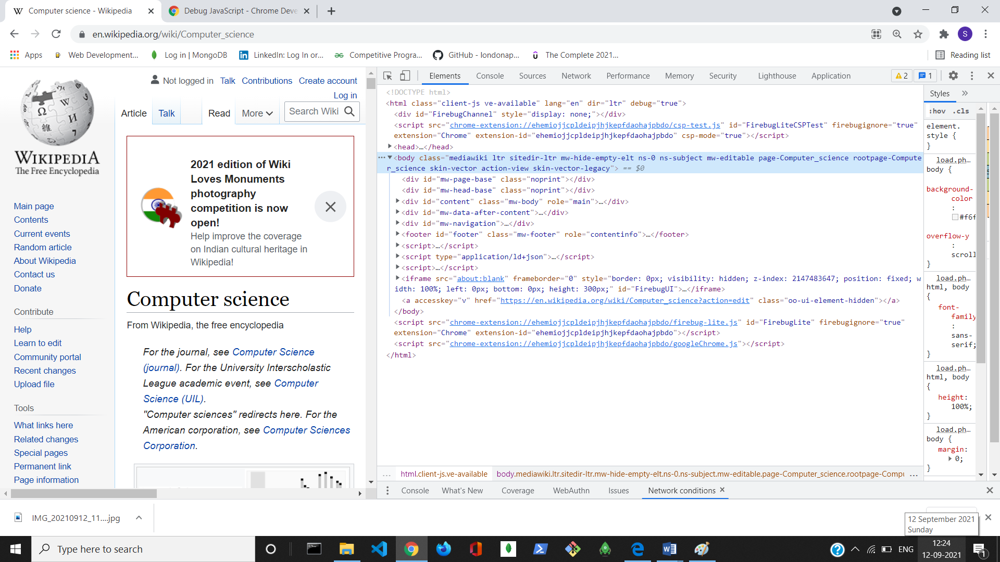 Computer science - Wikipedia
Debug JavaScript - Chrome Deve
en.wikipedia.org/wiki/Computer_science
S
Apps
Web Development...
Log in | MongoDB
LinkedIn: Log In or...
Competitive Progra...
GitHub - londonap...
The Complete 2021...
Reading list
WIKIPEDIA
The Free Encyclopedia
Main page
Contents
Current events
Random article
About Wikipedia
Contact us
Donate
Contribute
Help
Learn to edit
Community portal
Recent changes
Upload file
Tools
What links here
Related changes
Special pages
Permanent link
Page information
Not logged in Talk Contributions Create account
Log in
Article Talk Read More Search Wiki
2021 edition of Wiki
Loves Monuments
photography
competition is now
open!
Help improve the coverage
on Indian cultural heritage in
Wikipedia!
Computer science
From Wikipedia, the free encyclopedia
For the journal, see Computer Science
(journal). For the University Interscholastic
League academic event, see Computer
Science (UIL).
"Computer sciences" redirects here. For the
American corporation, see Computer Sciences
Corporation.
Elements Console Sources Network Performance Memory Security Lighthouse Application 2 1
<!DOCTYPE html>
<html class="client-js ve-available" lang="en" dir="ltr" debug="true">
<div id="FirebugChannel" style="display: none;"></div>
<script src="chrome-extension://ehemiojjcpldeipjhjkepfdaohajpbdo/csp-test.js" id="FirebugLiteCSPTest" firebugignore="true"
extension="Chrome" extension-id="ehemiojjcpldeipjhjkepfdaohajpbdo" csp-mode="true"></script>
<head>…</head>
<body class="mediawiki ltr sitedir-ltr mw-hide-empty-elt ns-0 ns-subject mw-editable page-Computer_science rootpage-Compute
r_science skin-vector action-view skin-vector-legacy"> == $0
<div id="mw-page-base" class="noprint"></div>
<div id="mw-head-base" class="noprint"></div>
<div id="content" class="mw-body" role="main">…</div>
<div id="mw-data-after-content">…</div>
<div id="mw-navigation">…</div>
<footer id="footer" class="mw-footer" role="contentinfo">…</footer>
<script>…</script>
<script type="application/ld+json">…</script>
<script>…</script>
<iframe src="about:blank" frameborder="0" style="border: 0px; visibility: hidden; z-index: 2147483647; position: fixed; w
idth: 100%; left: 0px; bottom: 0px; height: 300px;" id="FirebugUI">…</iframe>
<a accesskey="v" href="https://en.wikipedia.org/wiki/Computer_science?action=edit" class="oo-ui-element-hidden"></a>
</body>
<script src="chrome-extension://ehemiojjcpldeipjhjkepfdaohajpbdo/firebug-lite.js" id="FirebugLite" firebugignore="true"
extension="Chrome" extension-id="ehemiojjcpldeipjhjkepfdaohajpbdo"></script>
<script src="chrome-extension://ehemiojjcpldeipjhjkepfdaohajpbdo/googleChrome.js"></script>
</html>
... html.client-js.ve-available body.mediawiki.ltr.sitedir-ltr.mw-hide-empty-elt.ns-0.ns-subject.mw-editable.page-Computer_science.rootpage-Compu ...
Styles
:hov .cls
element.
style {
}
load.ph…
body {
background-
color
:
#f6f
overflow-y
:
scroll
}
load.ph…
html, body
{
font-
family
:
sans-
serif;
}
load.ph…
html, body
{
height:
100%;
}
load.ph…
body {
margin:
0;
}
Console What's New Coverage WebAuthn Issues Network conditions
IMG_20210912_11....jpg
12 September 2021
Sunday
Type here to search
ENG
12:24
12-09-2021
1